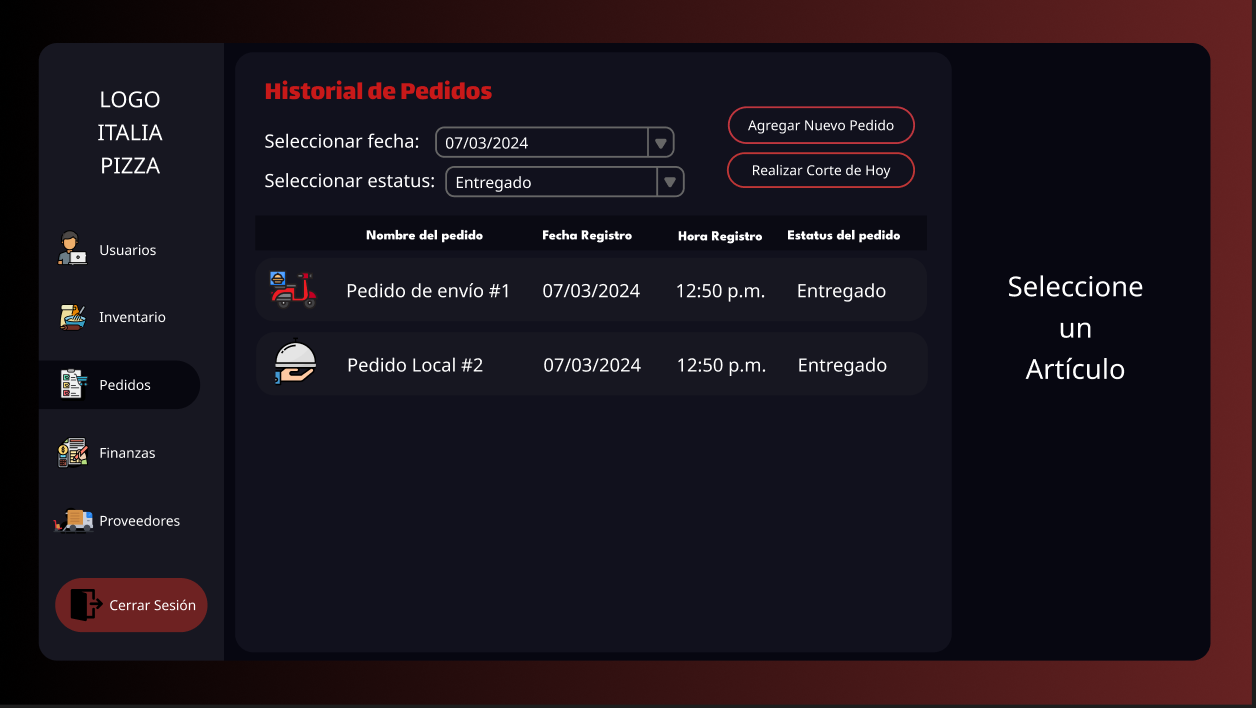 LOGO
ITALIA
PIZZA
Usuarios
Inventario
Pedidos
Finanzas
Proveedores
Cerrar Sesión
Historial de Pedidos
Seleccionar fecha: 07/03/2024
Seleccionar estatus: Entregado
Agregar Nuevo Pedido
Realizar Corte de Hoy
Nombre del pedido Fecha Registro Hora Registro Estatus del pedido
Pedido de envío #1 07/03/2024 12:50 p.m. Entregado
Pedido Local #2 07/03/2024 12:50 p.m. Entregado
Seleccione
un
Artículo